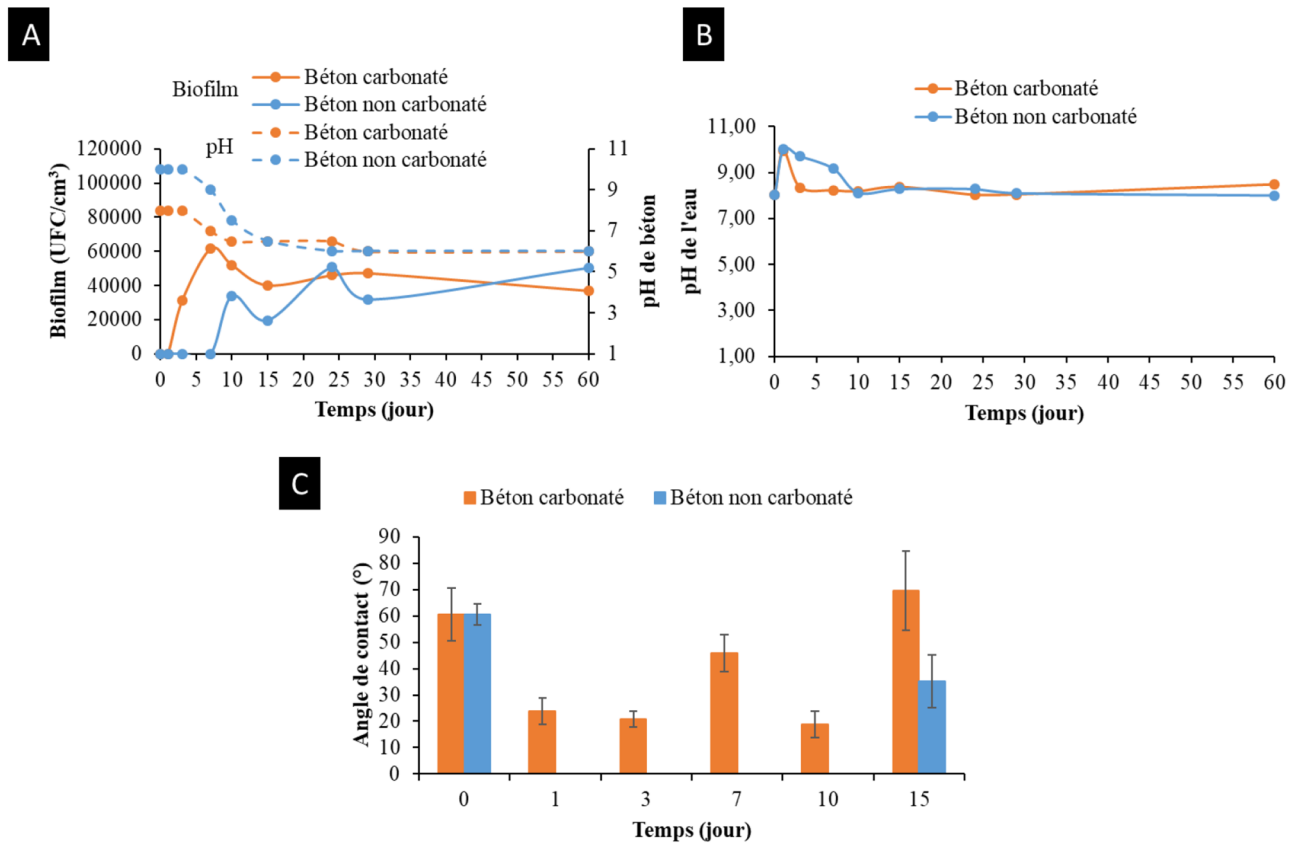 A
Biofilm
Béton carbonaté
Béton non carbonaté
pH
Béton carbonaté
Béton non carbonaté
Biofilm (UFC/cm³)
120000
100000
80000
60000
40000
20000
0
11
9
7
5
3
1
pH de béton
0 5 10 15 20 25 30 35 40 45 50 55 60
Temps (jour)
B
Béton carbonaté
Béton non carbonaté
pH de l'eau
11,00
9,00
7,00
5,00
3,00
1,00
0 5 10 15 20 25 30 35 40 45 50 55 60
Temps (jour)
C
Béton carbonaté Béton non carbonaté
Angle de contact (°)
90
80
70
60
50
40
30
20
10
0
0 1 3 7 10 15
Temps (jour)